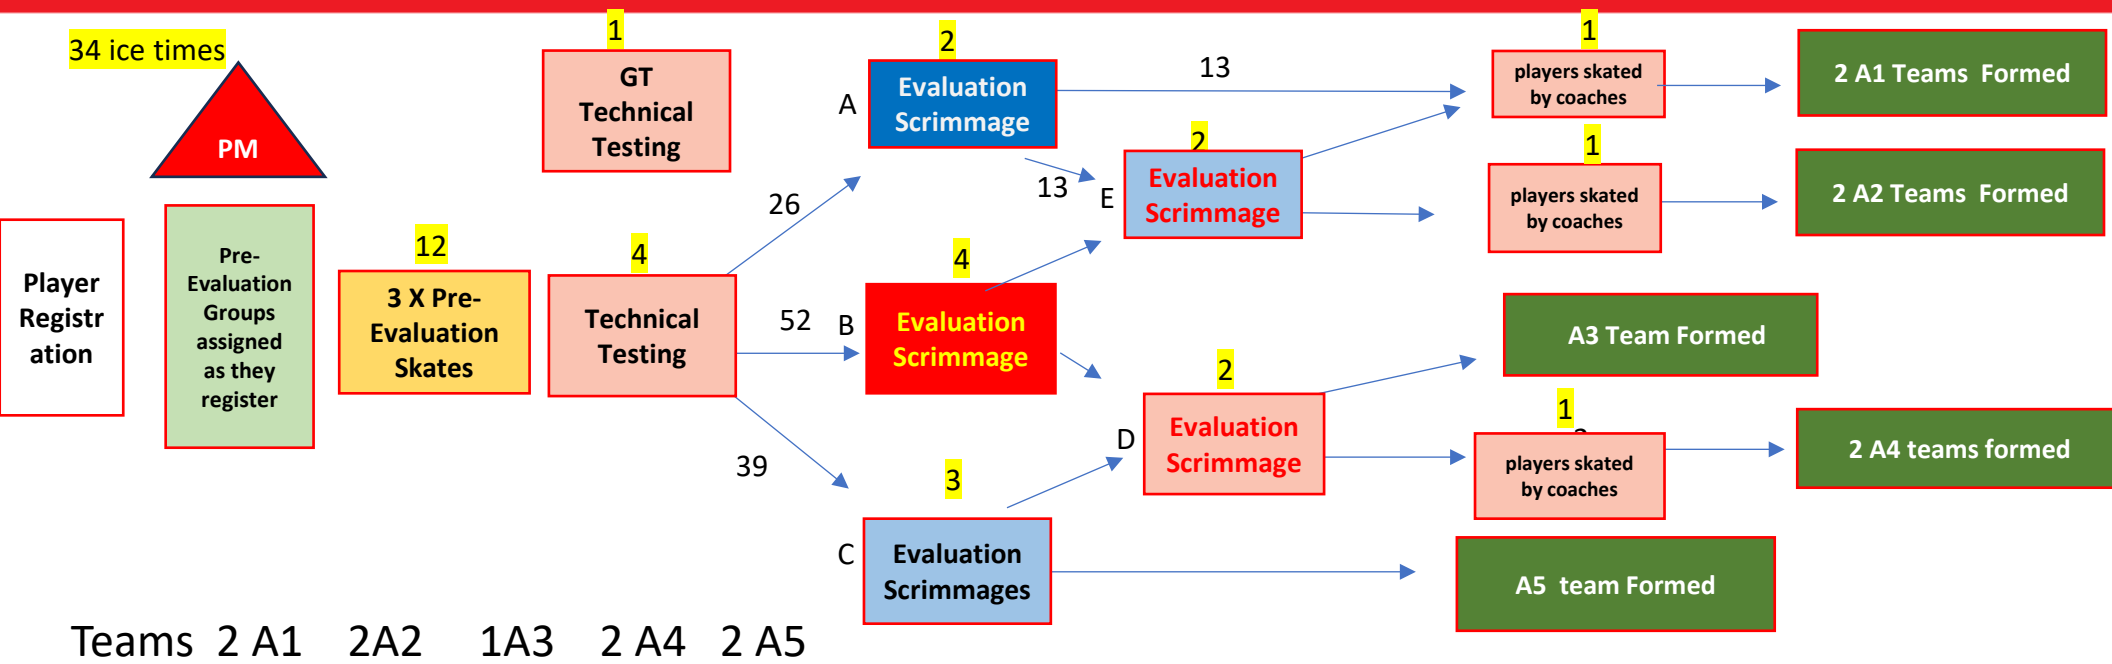 34 ice times
PM
Player
Registr
ation
Pre-
Evaluation
Groups
assigned
as they
register
12
3 X Pre-
Evaluation
Skates
1
GT
Technical
Testing
4
Technical
Testing
26
52
39
2
A
Evaluation
Scrimmage
13
13
4
B
Evaluation
Scrimmage
3
C
Evaluation
Scrimmages
2
E
Evaluation
Scrimmage
2
D
Evaluation
Scrimmage
1
players skated
by coaches
2 A1 Teams Formed
1
players skated
by coaches
2 A2 Teams Formed
A3 Team Formed
1
players skated
by coaches
2 A4 teams formed
A5 team Formed
Teams 2 A1 2A2 1A3 2 A4 2 A5